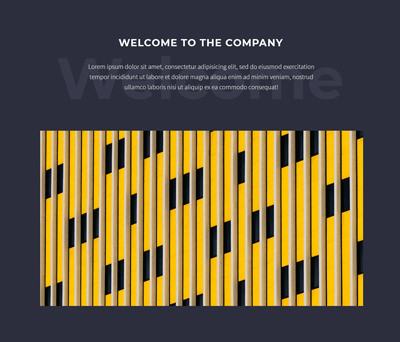 WELCOME TO THE COMPANY
Welcome
Lorem ipsum dolor sit amet, consectetur adipisicing elit, sed do eiusmod exercitation
tempor incididunt ut labore et dolore magna aliqua enim ad minim veniam, nostrud
ullamco laboris nisi ut aliquip ex ea commodo consequat!